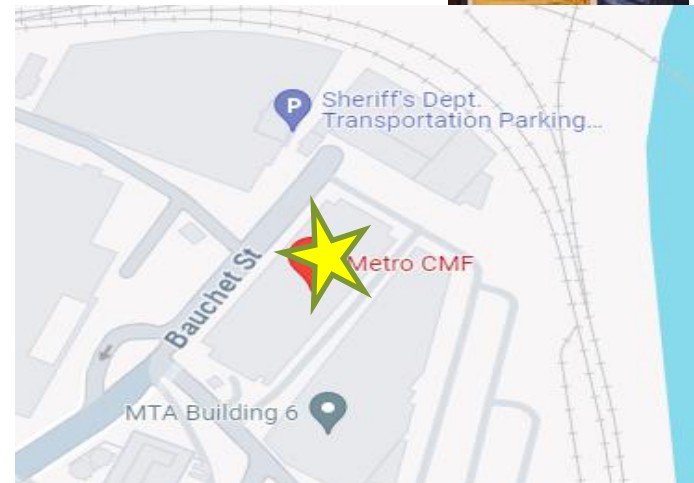 P
Sheriff's Dept.
Transportation Parking...
Metro CMF
Bauchet St
MTA Building 6